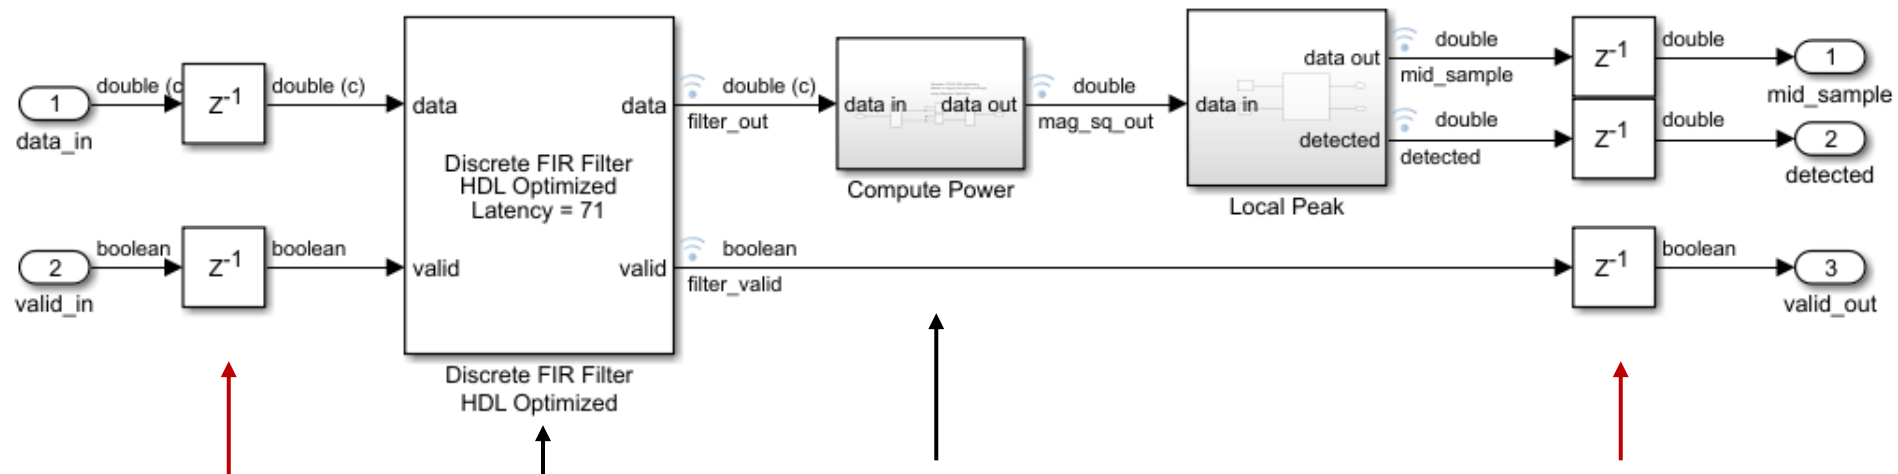 1
data_in
double (c
Z-1
double (c)
2
valid_in
boolean
Z-1
boolean
data
valid
data
valid
Discrete FIR Filter
HDL Optimized
Latency = 71
Discrete FIR Filter
HDL Optimized
double (c)
filter_out
boolean
filter_valid
data in
data out
Compute Power
double
mag_sq_out
data in
data out
detected
Local Peak
double
mid_sample
double
detected
Z-1
Z-1
Z-1
double
double
boolean
1
mid_sample
2
detected
3
valid_out